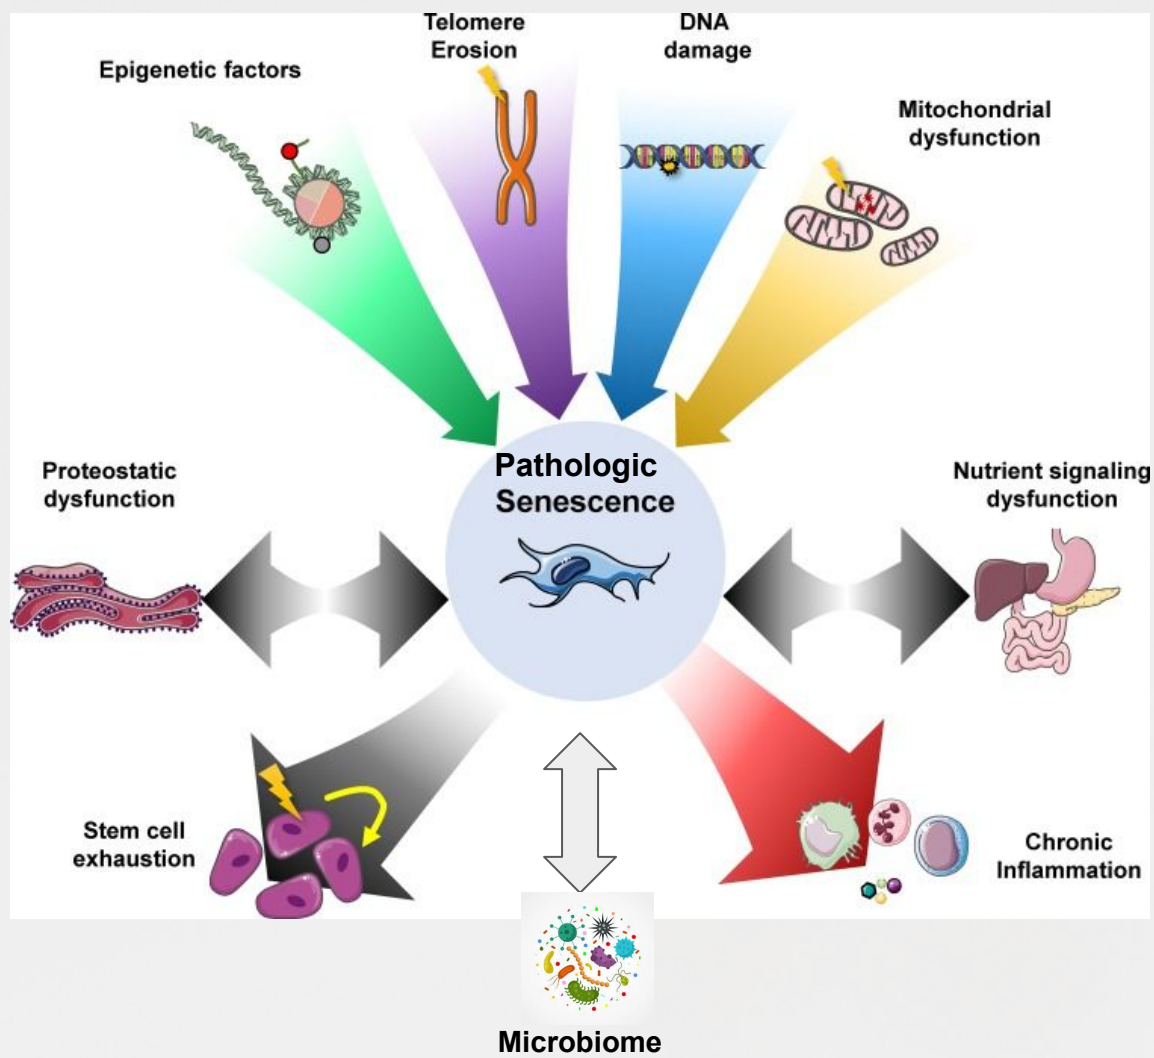 Telomere
Erosion
DNA
damage
Epigenetic factors
Mitochondrial
dysfunction
Pathologic
Senescence
Proteostatic
dysfunction
Nutrient signaling
dysfunction
Stem cell
exhaustion
Chronic
Inflammation
Microbiome